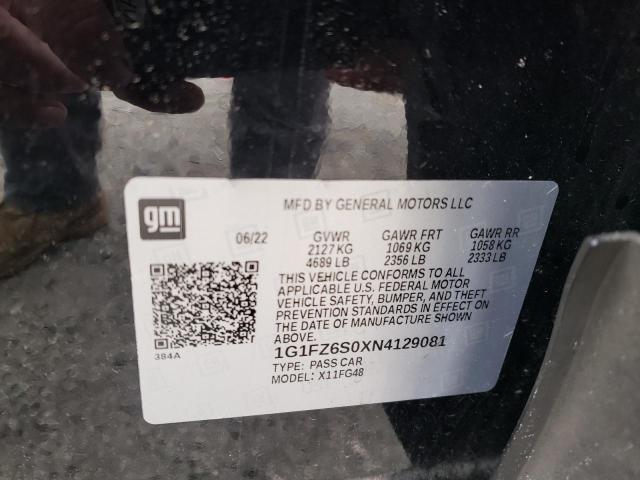 gm
MFD BY GENERAL MOTORS LLC
06/22 GVWR GAWR FRT GAWR RR
2127 KG 1069 KG 1058 KG
4689 LB 2356 LB 2333 LB
THIS VEHICLE CONFORMS TO ALL
APPLICABLE U.S. FEDERAL MOTOR
VEHICLE SAFETY, BUMPER, AND THEFT
PREVENTION STANDARDS IN EFFECT ON
THE DATE OF MANUFACTURE SHOWN
ABOVE.
384A
1G1FZ6S0XN4129081
TYPE: PASS CAR
MODEL: X11FG48